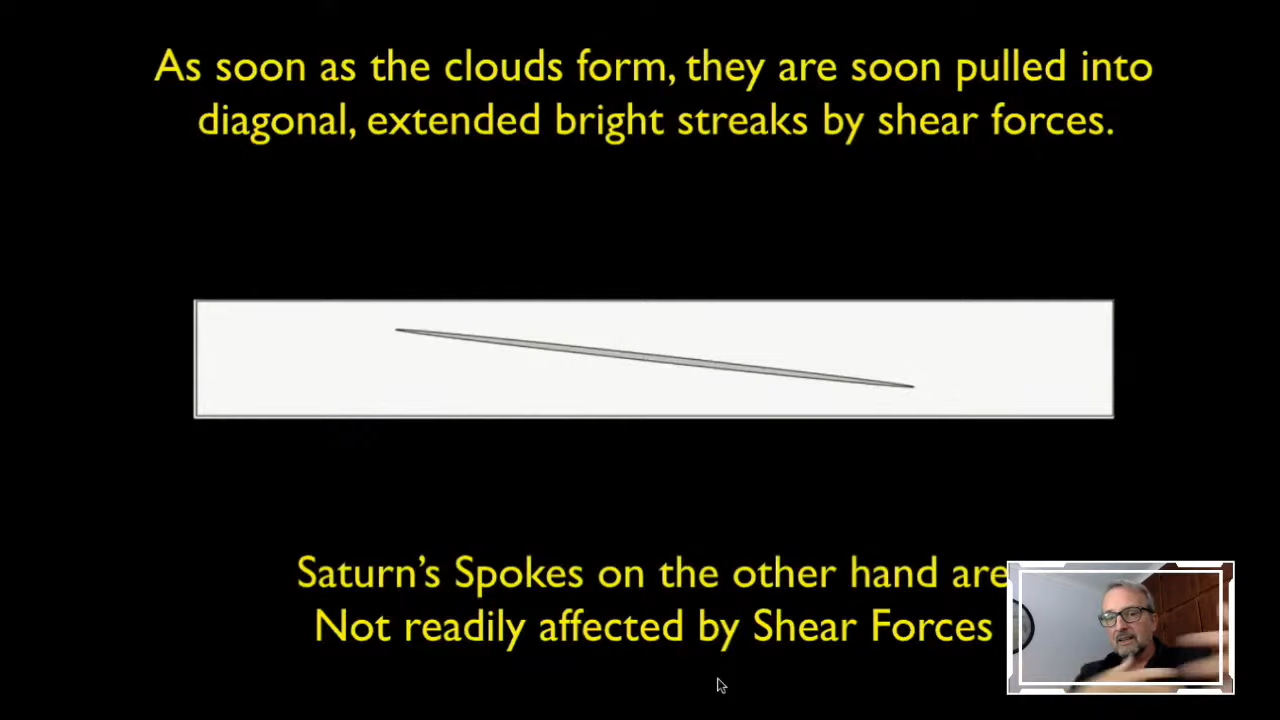 As soon as the clouds form, they are soon pulled into
diagonal, extended bright streaks by shear forces.
Saturn's Spokes on the other hand are
Not readily affected by Shear Forces